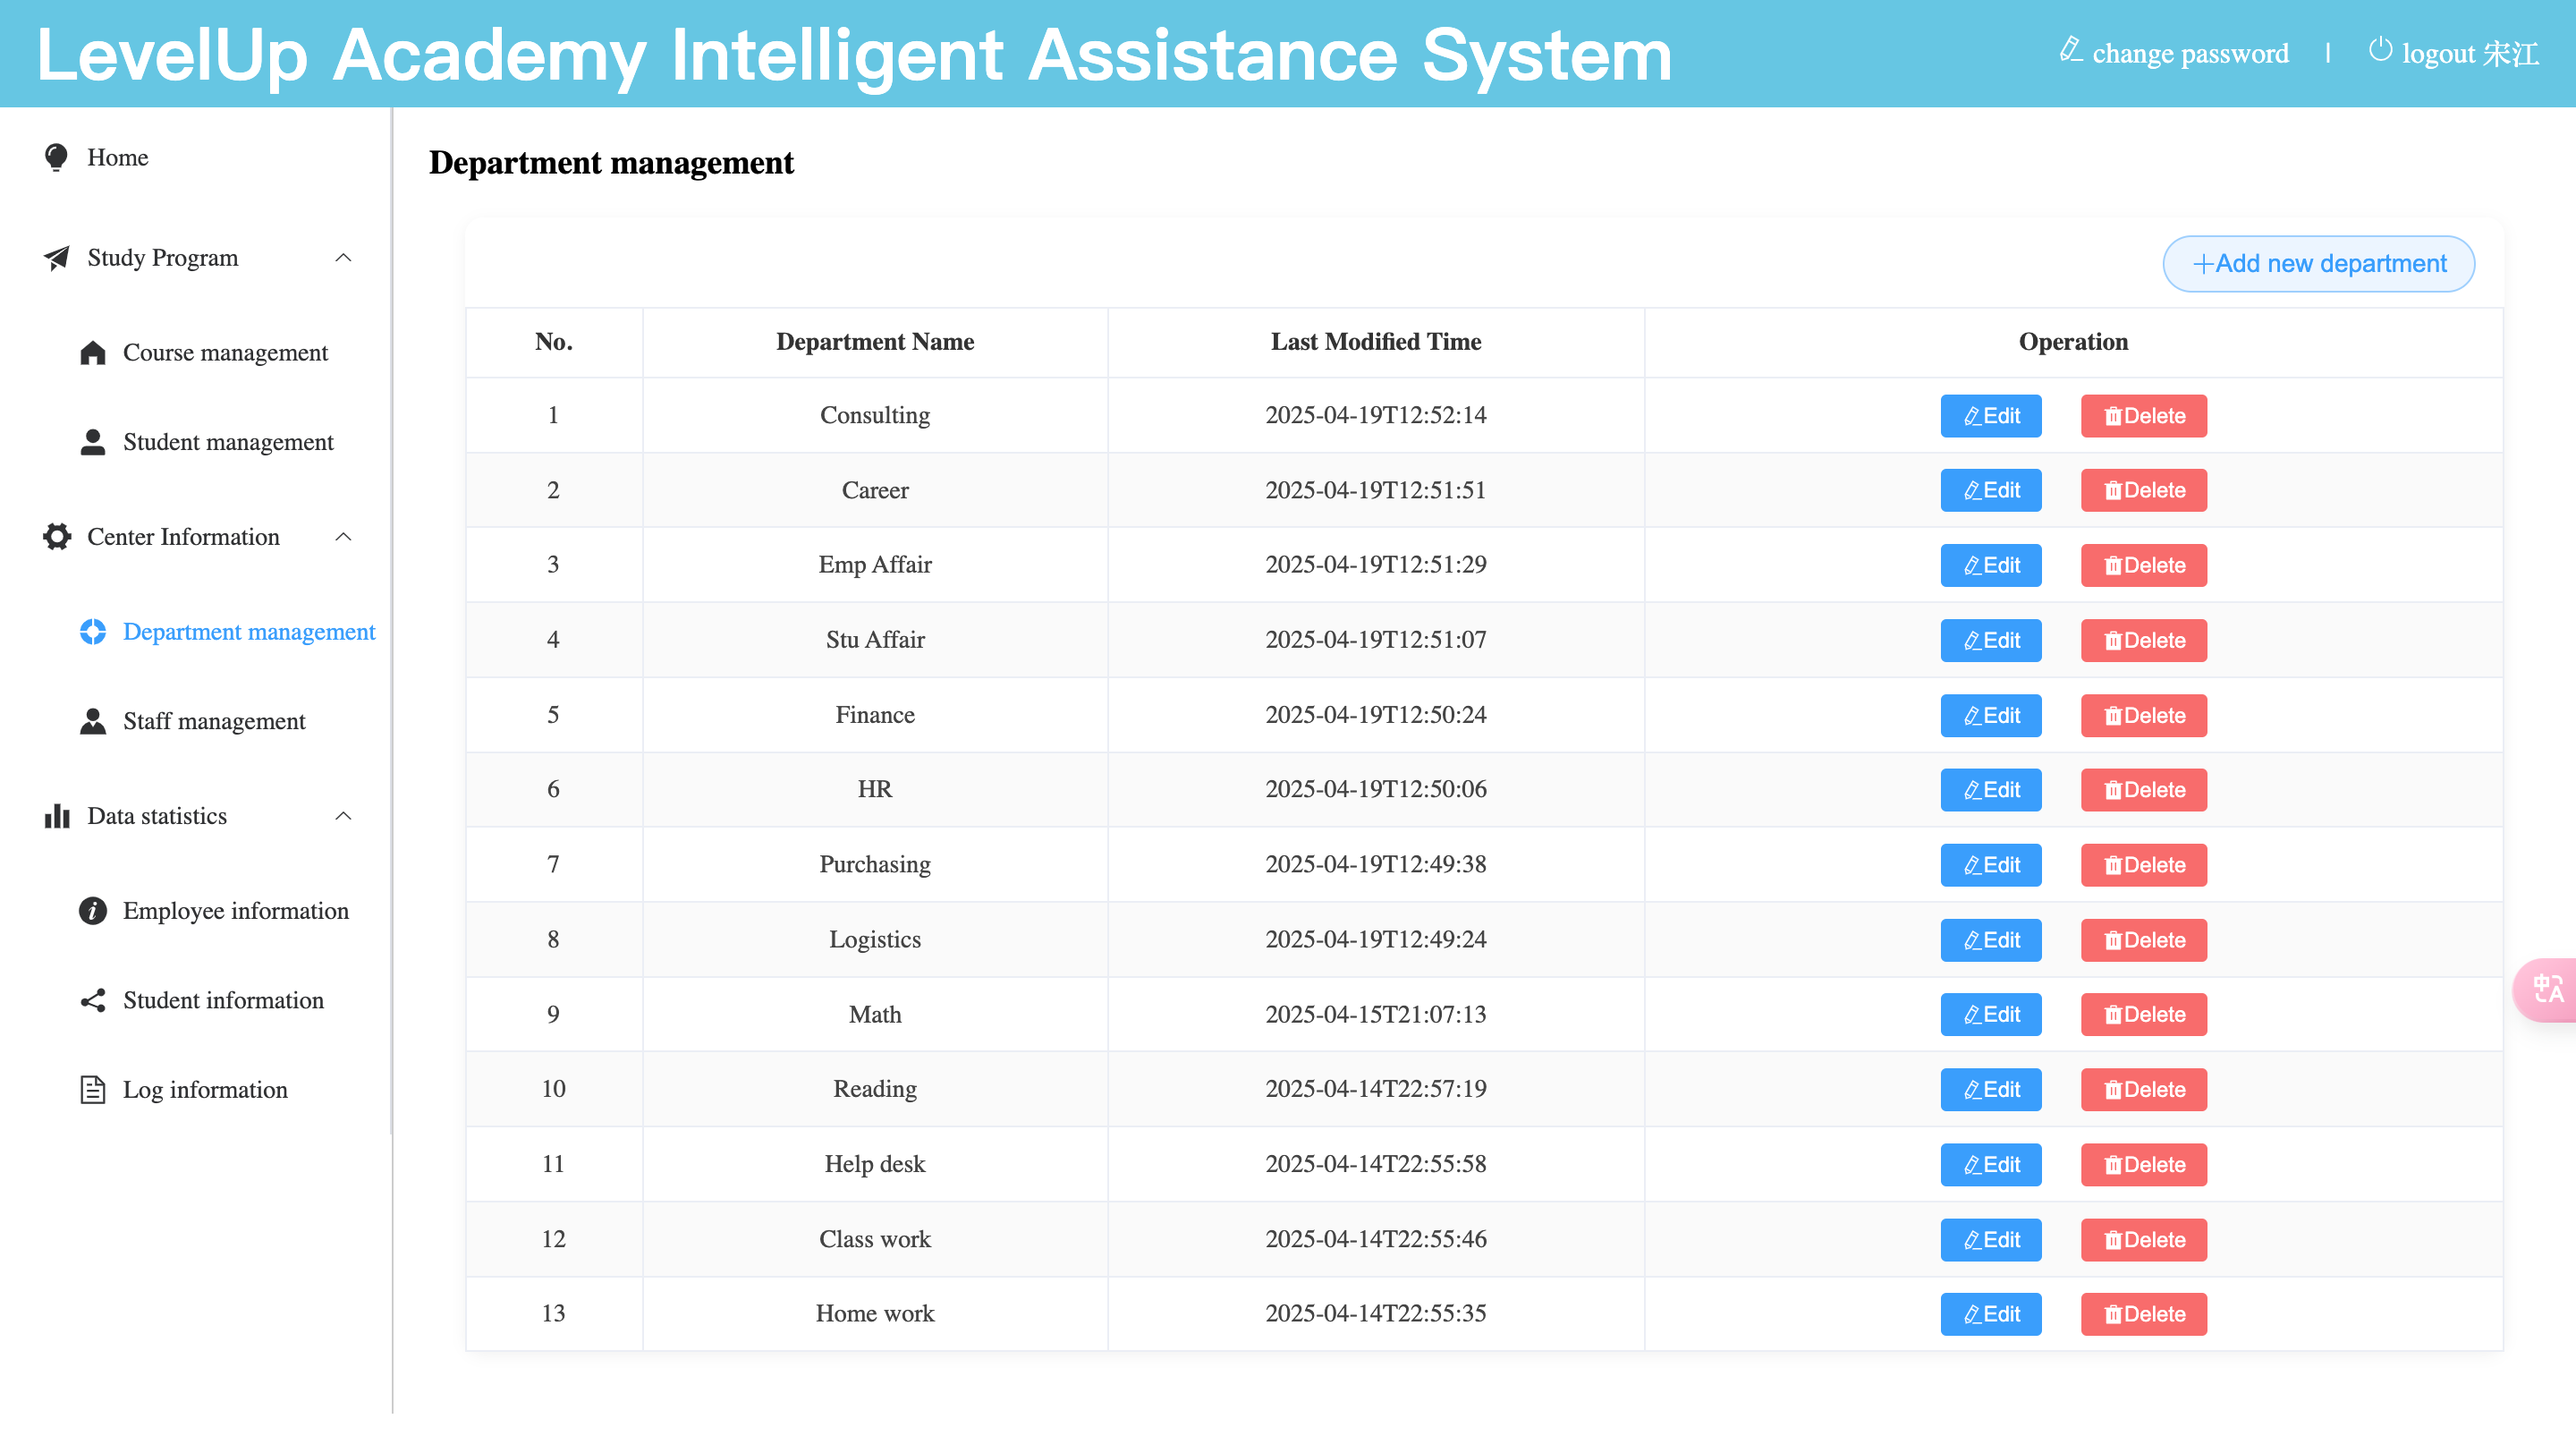 LevelUp Academy Intelligent Assistance System
change password | logout 宋江
Home
Study Program
Course management
Student management
Center Information
Department management
Staff management
Data statistics
Employee information
Student information
Log information
Department management
+Add new department
No. Department Name Last Modified Time Operation
1 Consulting 2025-04-19T12:52:14 Edit Delete
2 Career 2025-04-19T12:51:51 Edit Delete
3 Emp Affair 2025-04-19T12:51:29 Edit Delete
4 Stu Affair 2025-04-19T12:51:07 Edit Delete
5 Finance 2025-04-19T12:50:24 Edit Delete
6 HR 2025-04-19T12:50:06 Edit Delete
7 Purchasing 2025-04-19T12:49:38 Edit Delete
8 Logistics 2025-04-19T12:49:24 Edit Delete
9 Math 2025-04-15T21:07:13 Edit Delete
10 Reading 2025-04-14T22:57:19 Edit Delete
11 Help desk 2025-04-14T22:55:58 Edit Delete
12 Class work 2025-04-14T22:55:46 Edit Delete
13 Home work 2025-04-14T22:55:35 Edit Delete
中A